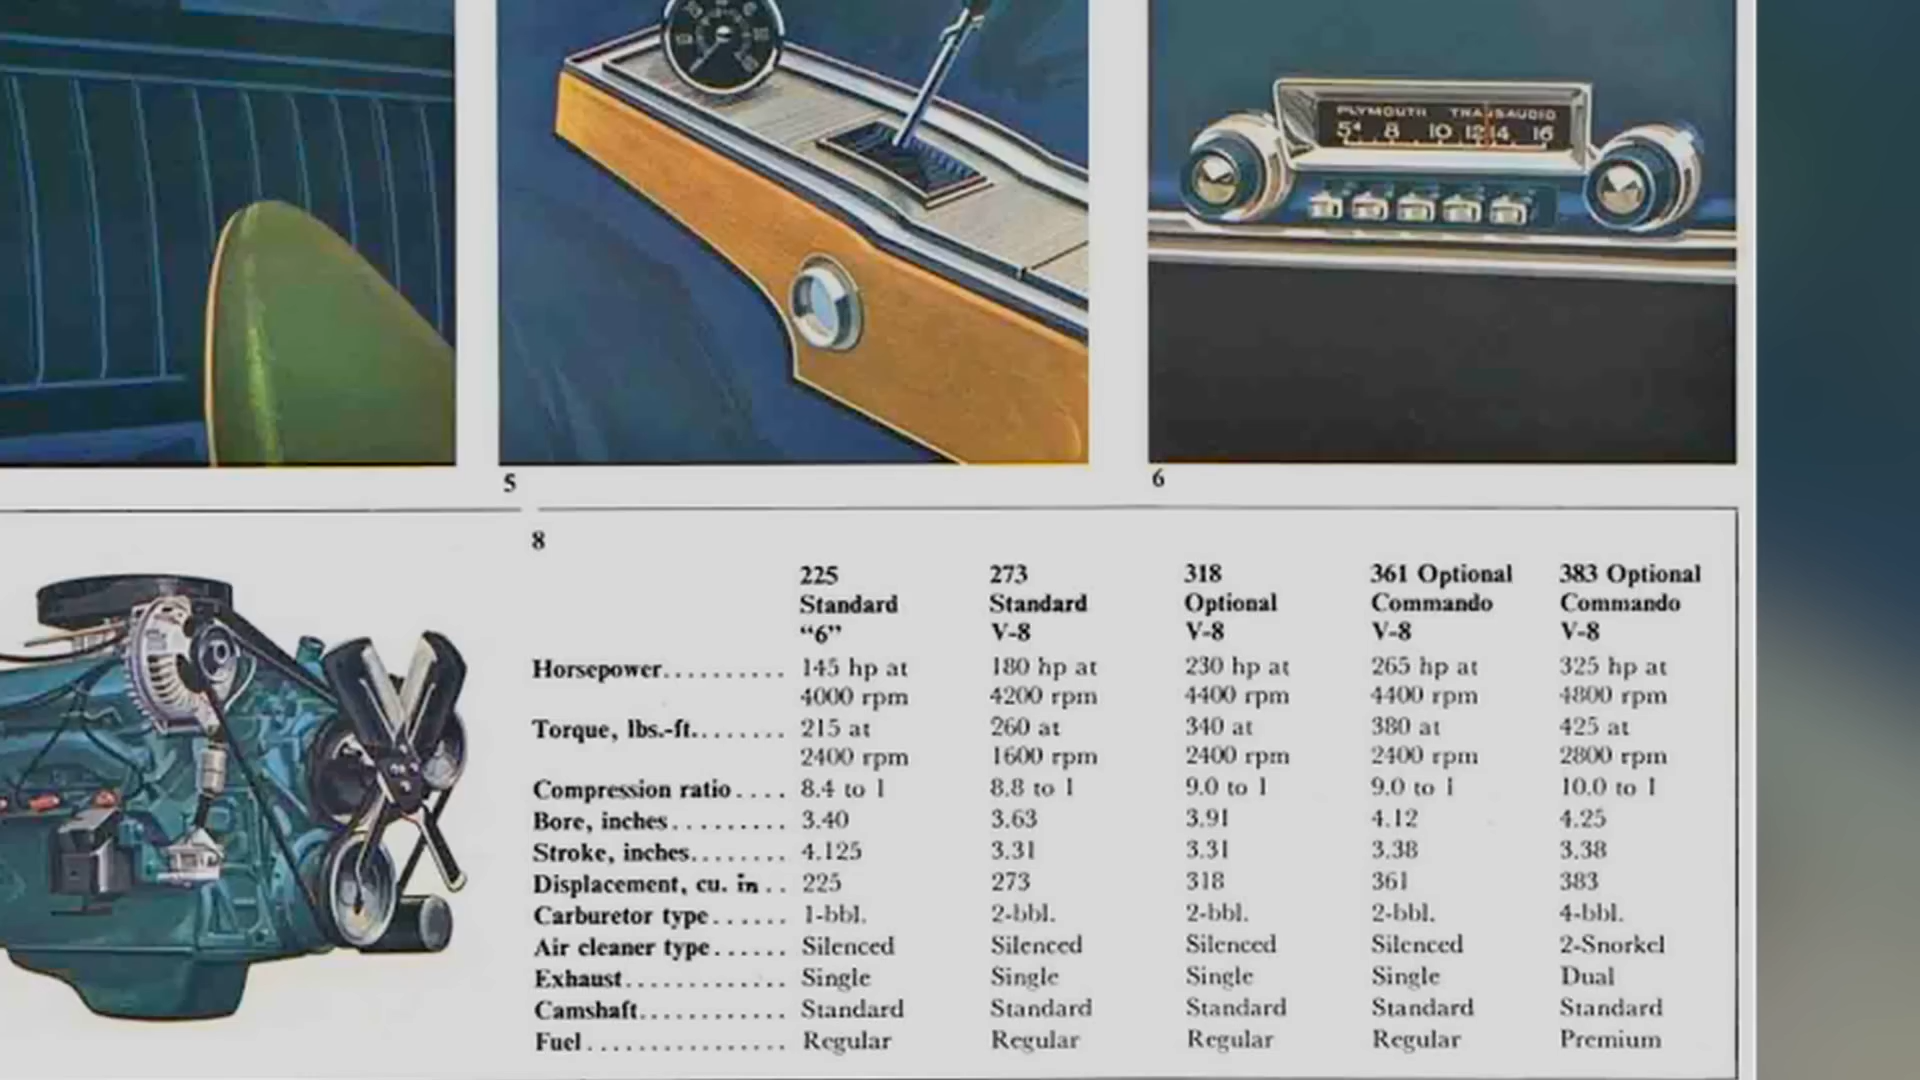 PLYMOUTH TRANSAUDIO
5⁴ 8 10 12 14 16
5
6
8
225 273 318 361 Optional 383 Optional
Standard Standard Optional Commando Commando
“6” V-8 V-8 V-8 V-8
Horsepower.......... 145 hp at 180 hp at 230 hp at 265 hp at 325 hp at
4000 rpm 4200 rpm 4400 rpm 4400 rpm 4800 rpm
Torque, lbs.-ft........ 215 at 260 at 340 at 380 at 425 at
2400 rpm 1600 rpm 2400 rpm 2400 rpm 2800 rpm
Compression ratio.... 8.4 to 1 8.8 to 1 9.0 to 1 9.0 to 1 10.0 to 1
Bore, inches......... 3.40 3.63 3.91 4.12 4.25
Stroke, inches........ 4.125 3.31 3.31 3.38 3.38
Displacement, cu. in.. 225 273 318 361 383
Carburetor type...... 1-bbl. 2-bbl. 2-bbl. 2-bbl. 4-bbl.
Air cleaner type...... Silenced Silenced Silenced Silenced 2-Snorkel
Exhaust............. Single Single Single Single Dual
Camshaft............ Standard Standard Standard Standard Standard
Fuel................ Regular Regular Regular Regular Premium